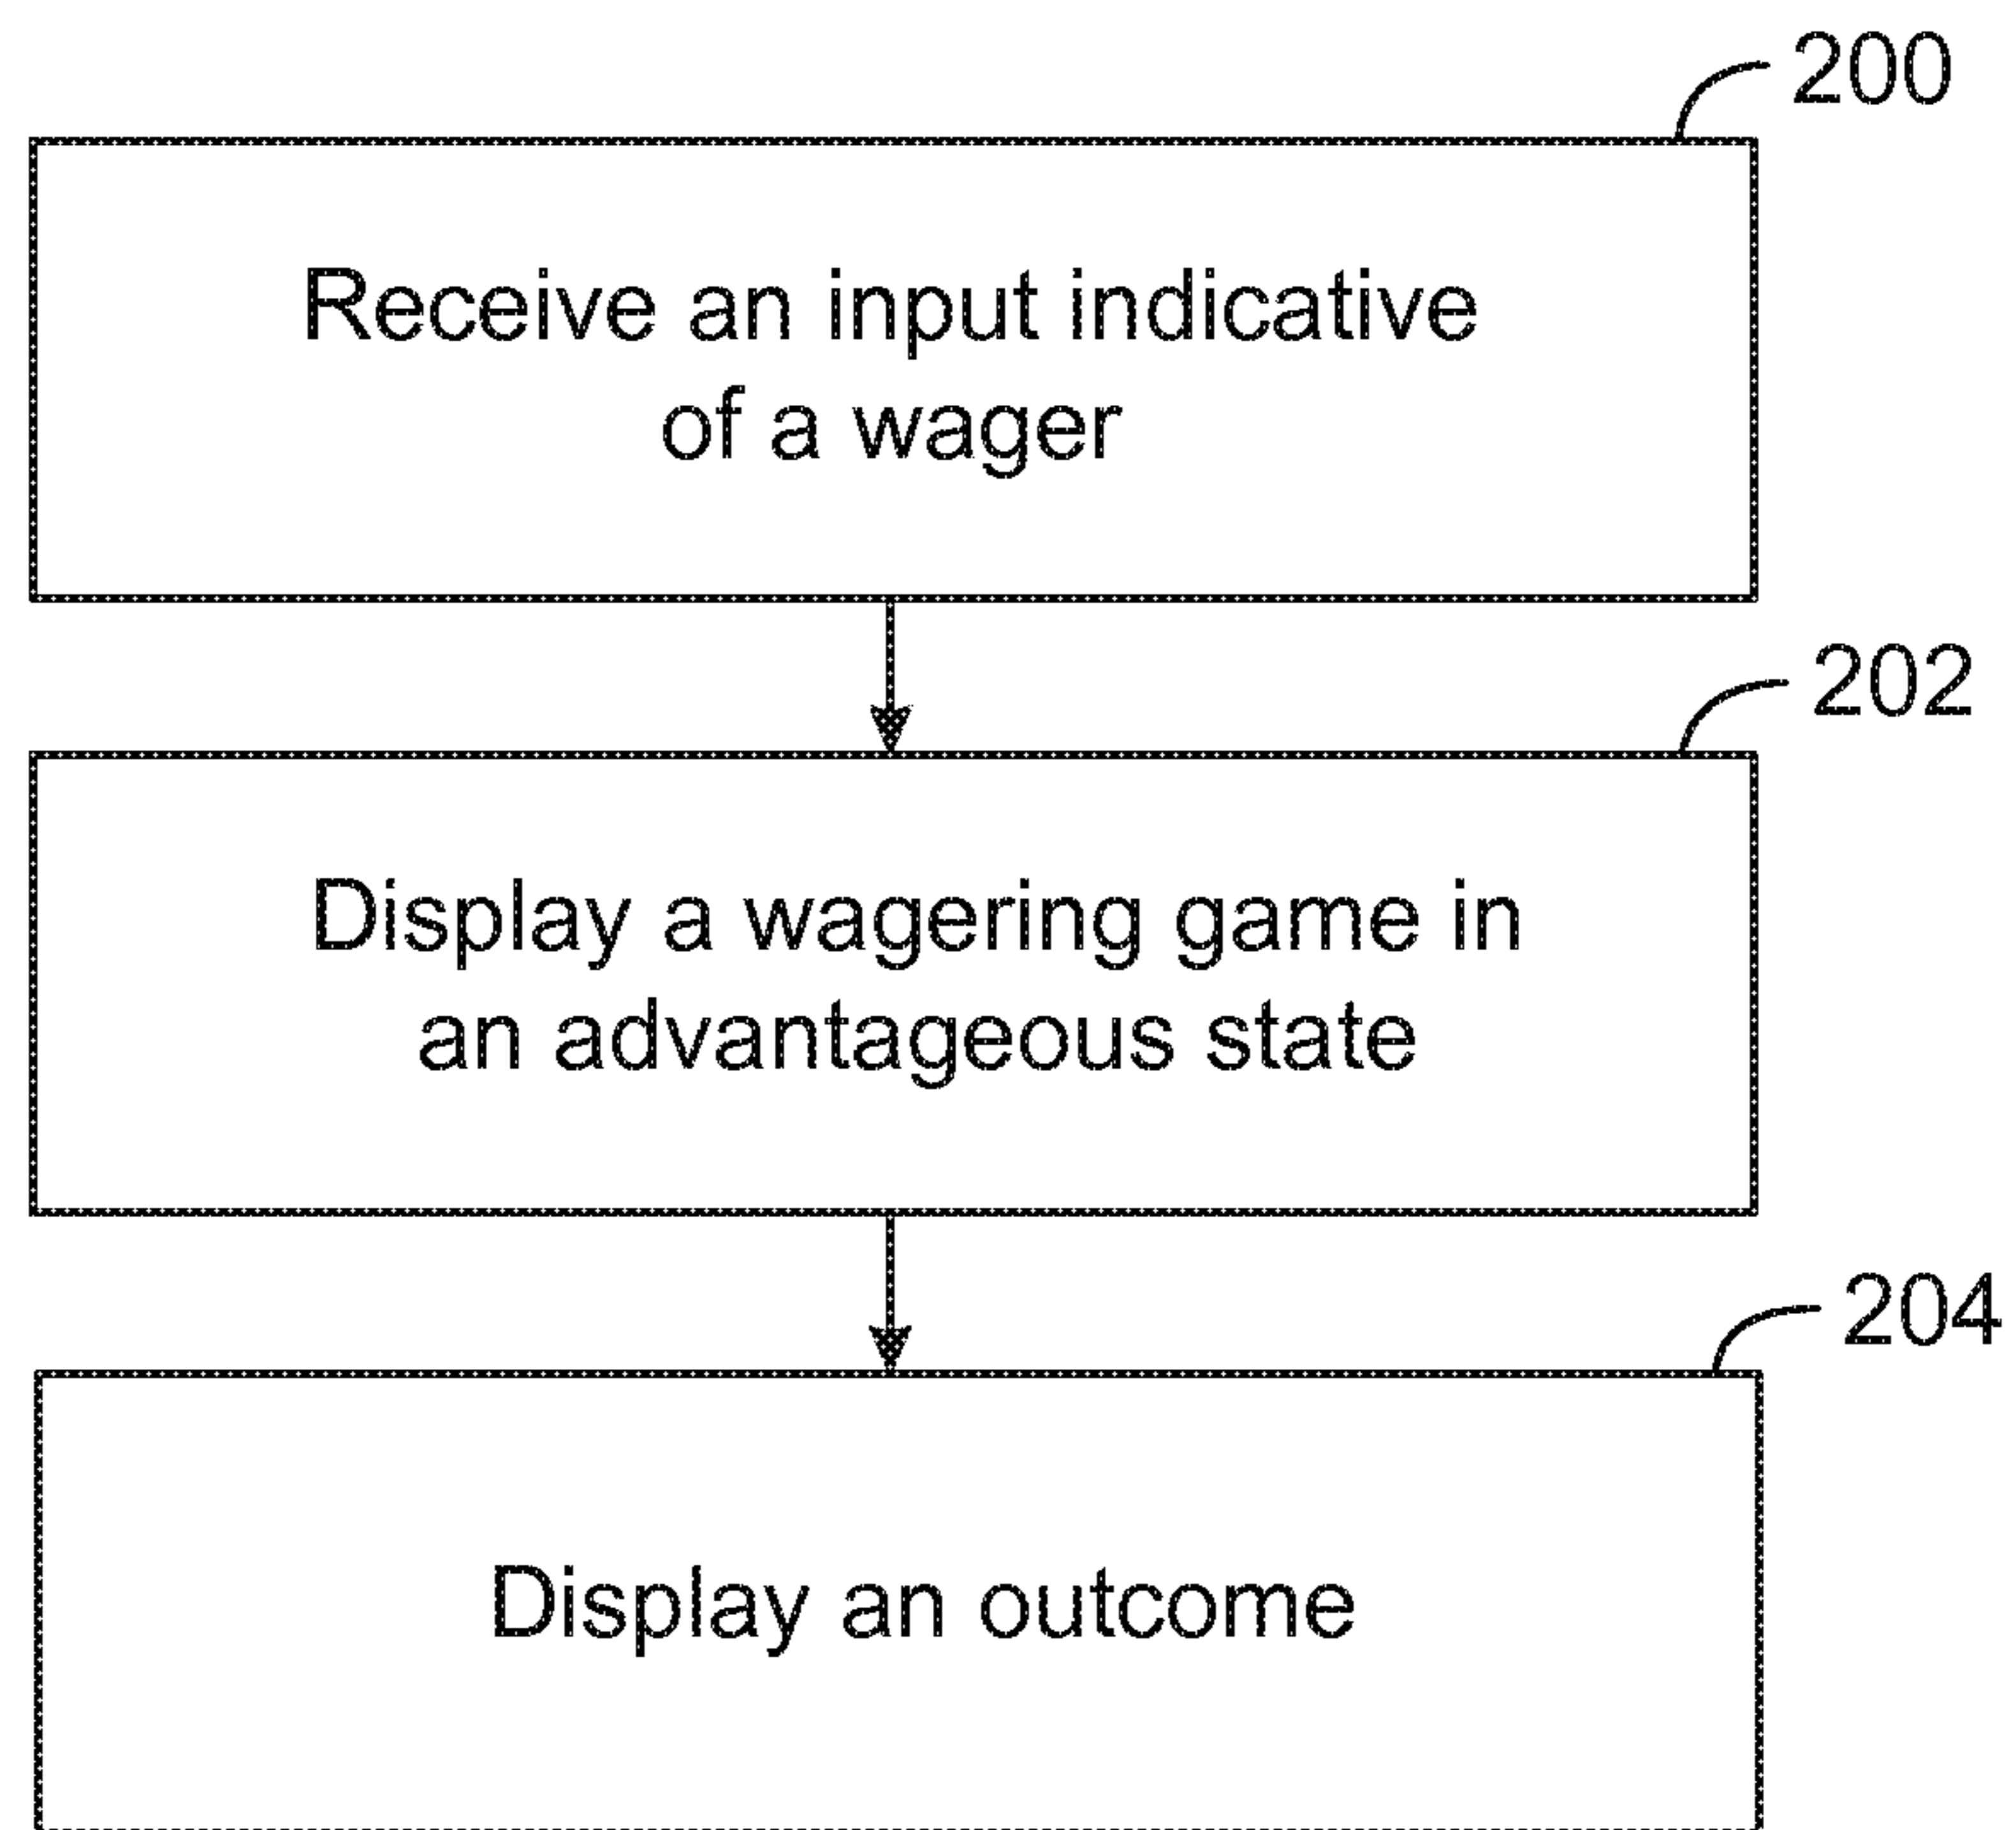 200
Receive an input indicative
of a wager
202
Display a wagering game in
an advantageous state
204
Display an outcome